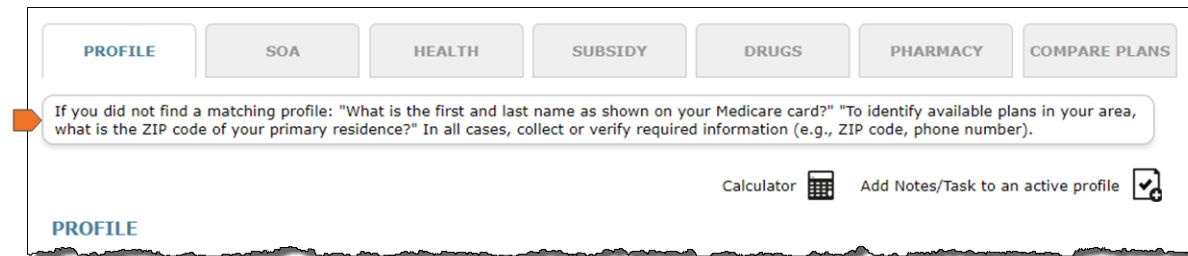 PROFILE SOA HEALTH SUBSIDY DRUGS PHARMACY COMPARE PLANS
If you did not find a matching profile: "What is the first and last name as shown on your Medicare card?" "To identify available plans in your area,
what is the ZIP code of your primary residence?" In all cases, collect or verify required information (e.g., ZIP code, phone number).
Calculator Add Notes/Task to an active profile
PROFILE